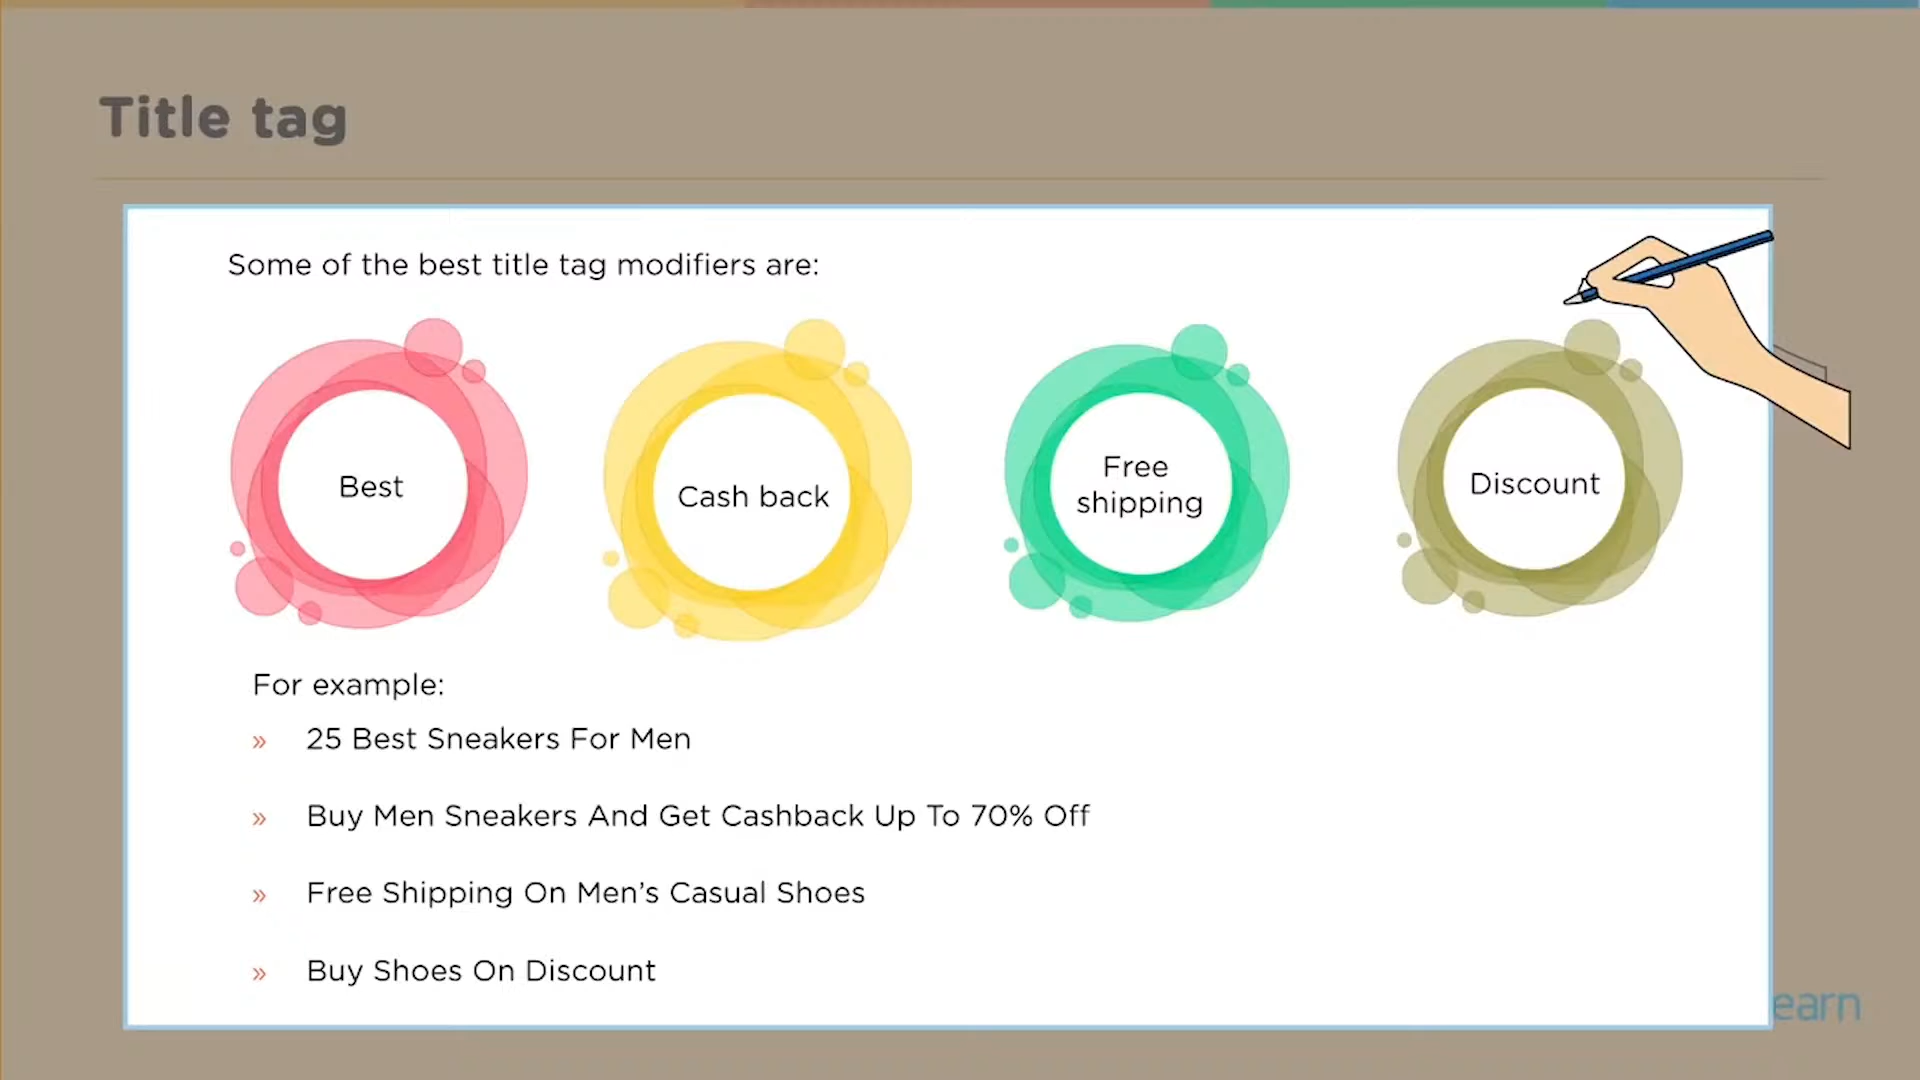 Title tag
Some of the best title tag modifiers are:
Best
Cash back
Free
shipping
Discount
For example:
» 25 Best Sneakers For Men
» Buy Men Sneakers And Get Cashback Up To 70% Off
» Free Shipping On Men’s Casual Shoes
» Buy Shoes On Discount
earn